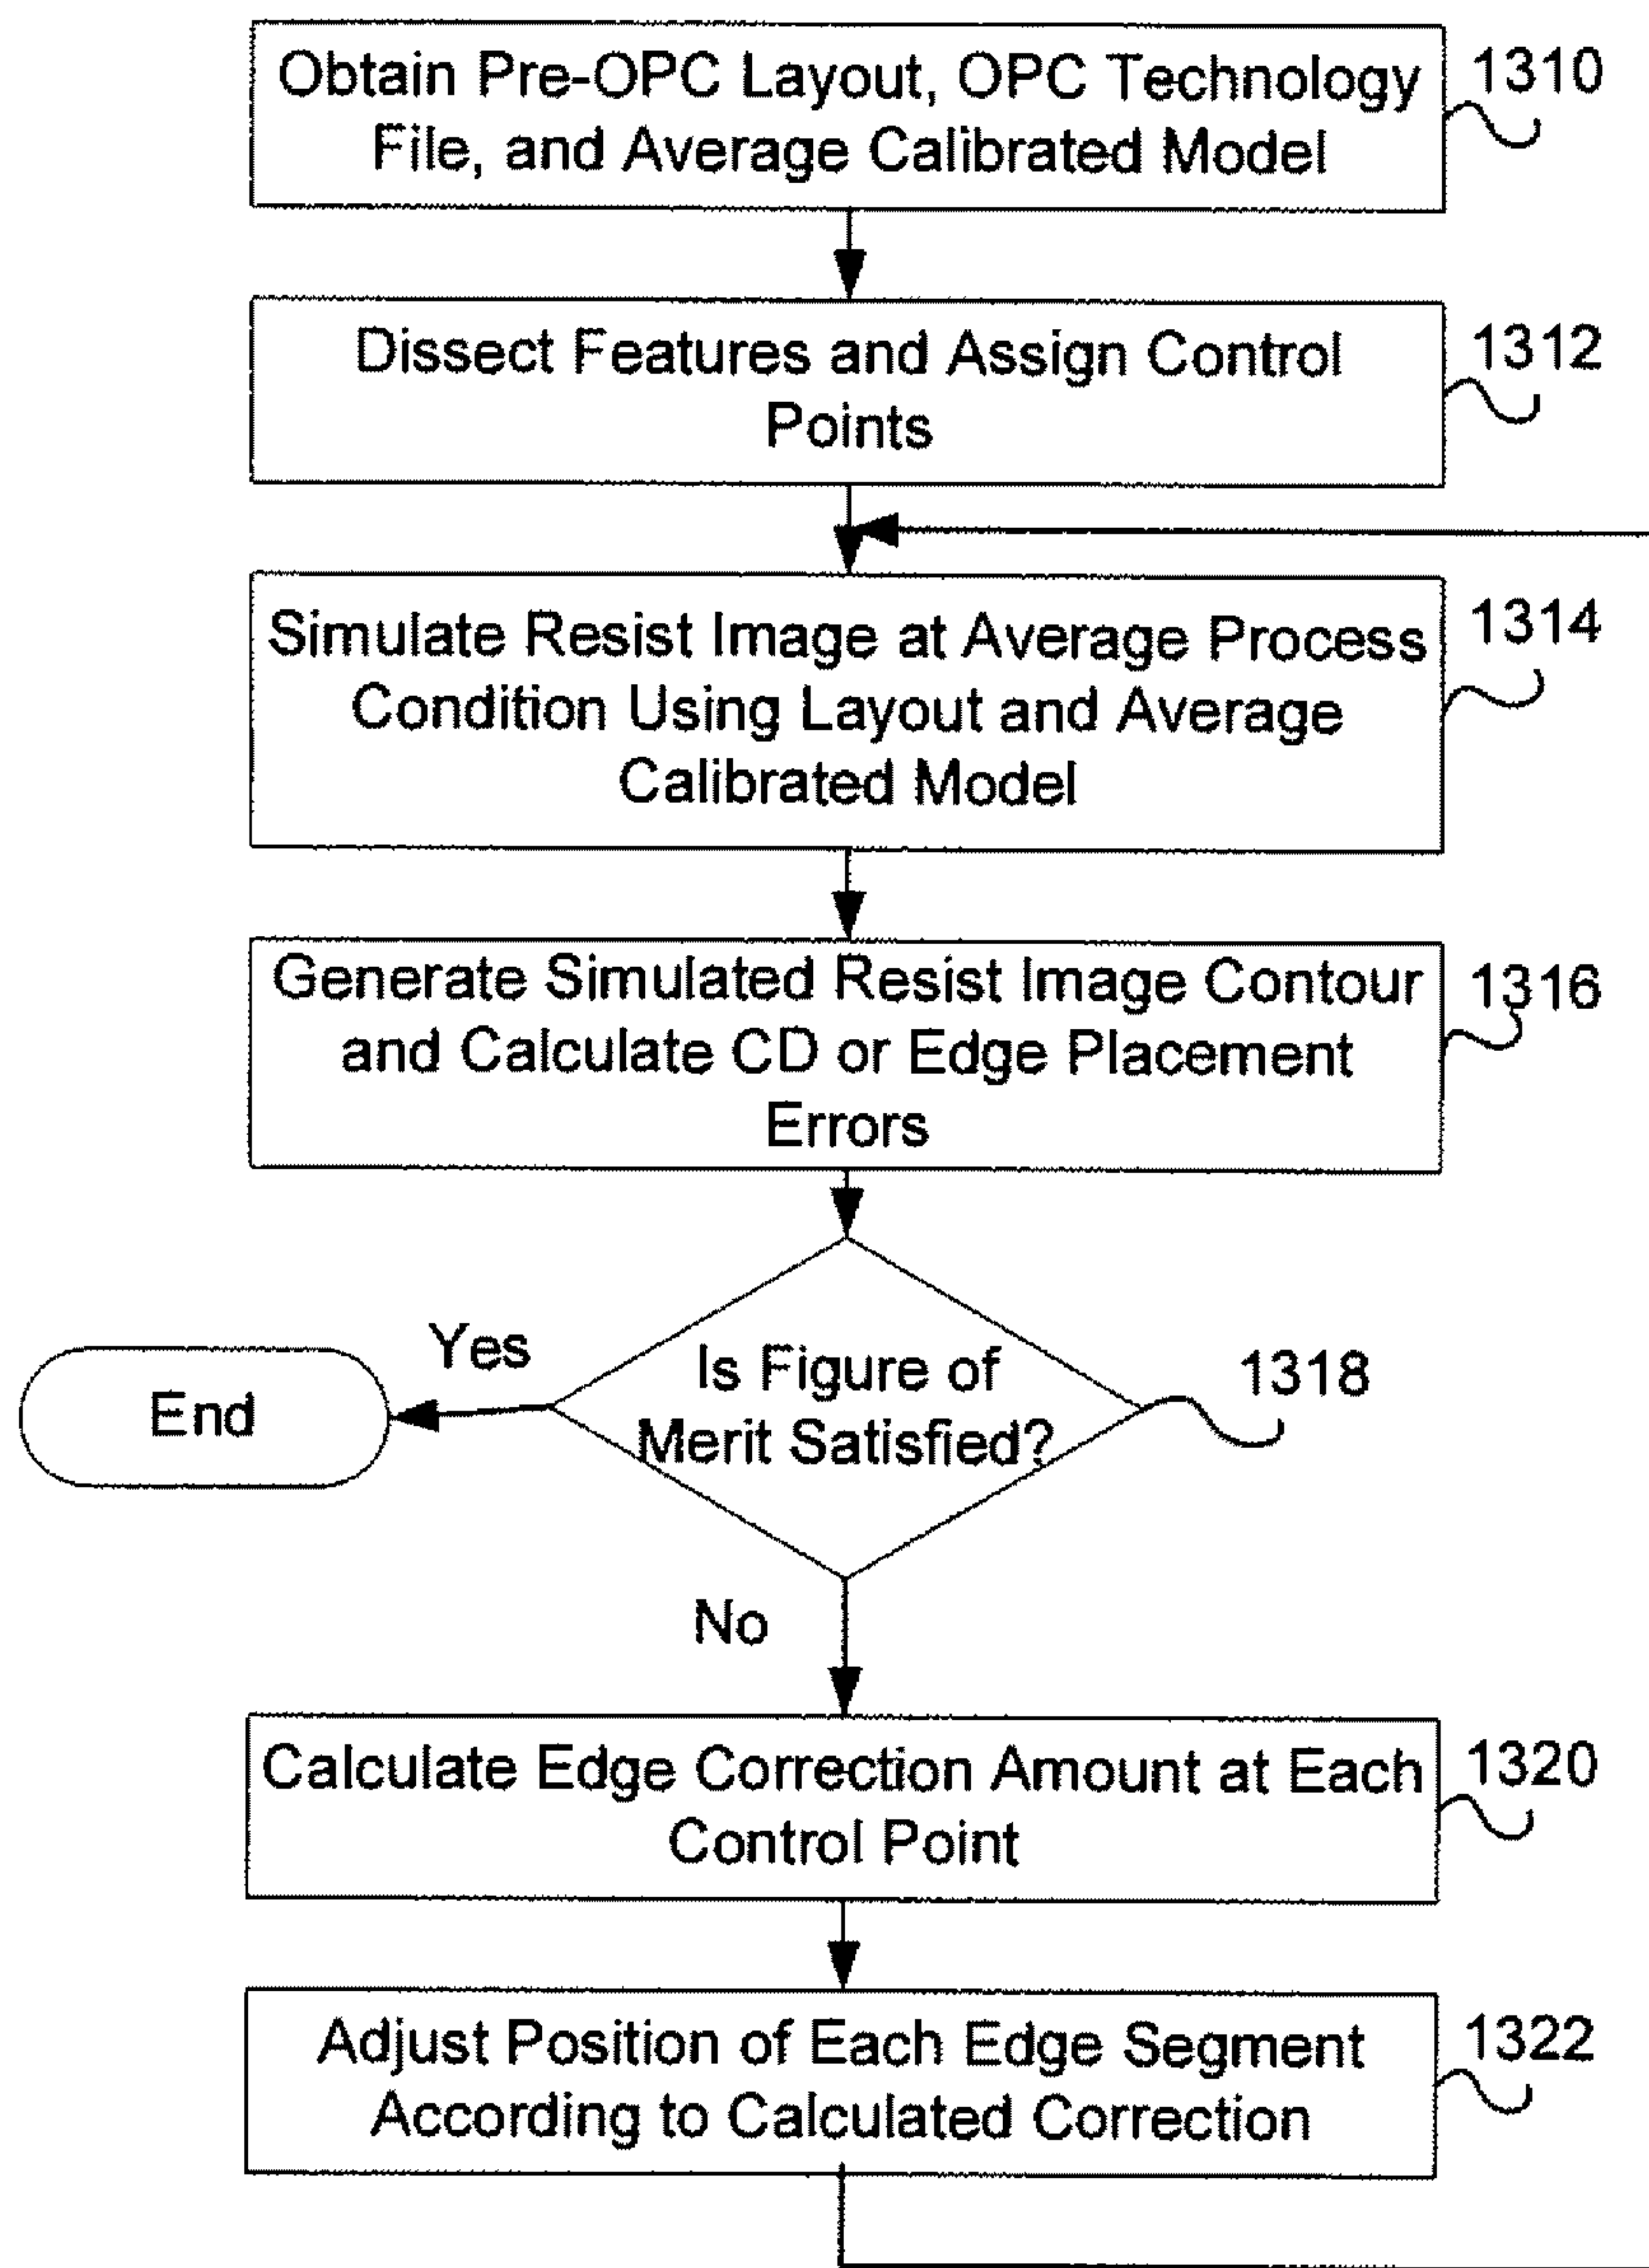 Obtain Pre-OPC Layout, OPC Technology
File, and Average Calibrated Model
1310
Dissect Features and Assign Control
Points
1312
Simulate Resist Image at Average Process
Condition Using Layout and Average
Calibrated Model
1314
Generate Simulated Resist Image Contour
and Calculate CD or Edge Placement
Errors
1316
Yes
End
Is Figure of
Merit Satisfied?
1318
No
Calculate Edge Correction Amount at Each
Control Point
1320
Adjust Position of Each Edge Segment
According to Calculated Correction
1322